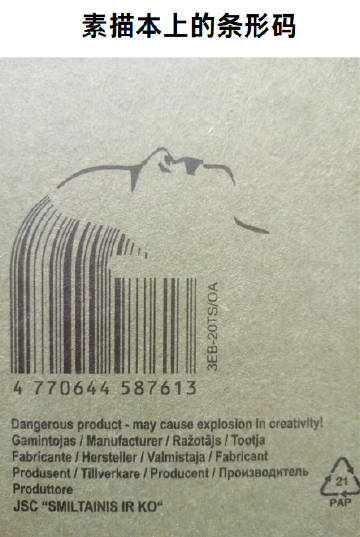 素描本上的条形码
3EB-20TS/OA
4 770644 587613
Dangerous product - may cause explosion in creativity!
Gamintojas / Manufacturer / Ražotājs / Tootja
Fabricante / Hersteller / Valmistaja / Fabricant
Produsent / Tillverkare / Producent / Производитель
Produttore
JSC "SMILTAINIS IR KO"
21
PAP